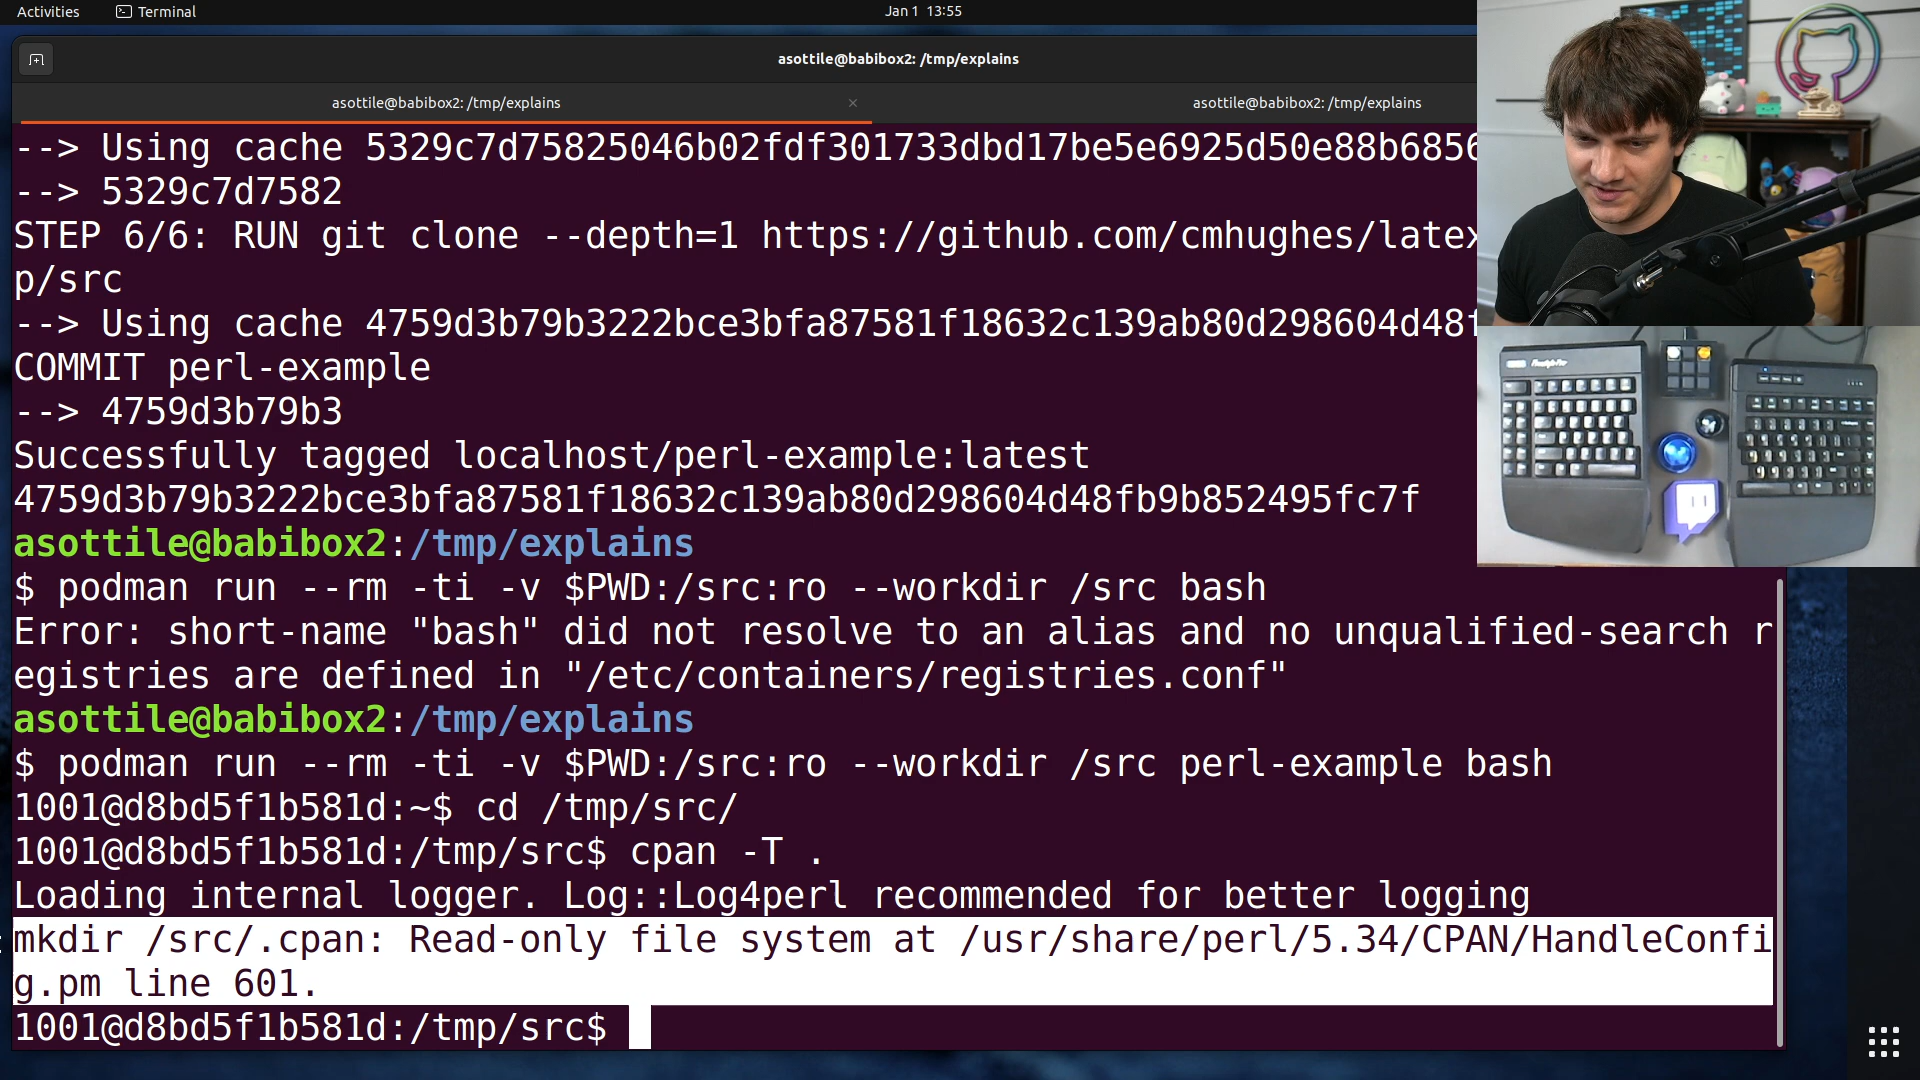 Activities
Terminal
Jan 1 13:55
asottile@babibox2: /tmp/explains
asottile@babibox2: /tmp/explains
×
asottile@babibox2: /tmp/explains
--> Using cache 5329c7d75825046b02fdf301733dbd17be5e6925d50e88b6856
--> 5329c7d7582
STEP 6/6: RUN git clone --depth=1 https://github.com/cmhughes/latex
p/src
--> Using cache 4759d3b79b3222bce3bfa87581f18632c139ab80d298604d48f
COMMIT perl-example
--> 4759d3b79b3
Successfully tagged localhost/perl-example:latest
4759d3b79b3222bce3bfa87581f18632c139ab80d298604d48fb9b852495fc7f
asottile@babibox2:/tmp/explains
$ podman run --rm -ti -v $PWD:/src:ro --workdir /src bash
Error: short-name "bash" did not resolve to an alias and no unqualified-search r
egistries are defined in "/etc/containers/registries.conf"
asottile@babibox2:/tmp/explains
$ podman run --rm -ti -v $PWD:/src:ro --workdir /src perl-example bash
1001@d8bd5f1b581d:~$ cd /tmp/src/
1001@d8bd5f1b581d:/tmp/src$ cpan -T .
Loading internal logger. Log::Log4perl recommended for better logging
mkdir /src/.cpan: Read-only file system at /usr/share/perl/5.34/CPAN/HandleConfi
g.pm line 601.
1001@d8bd5f1b581d:/tmp/src$